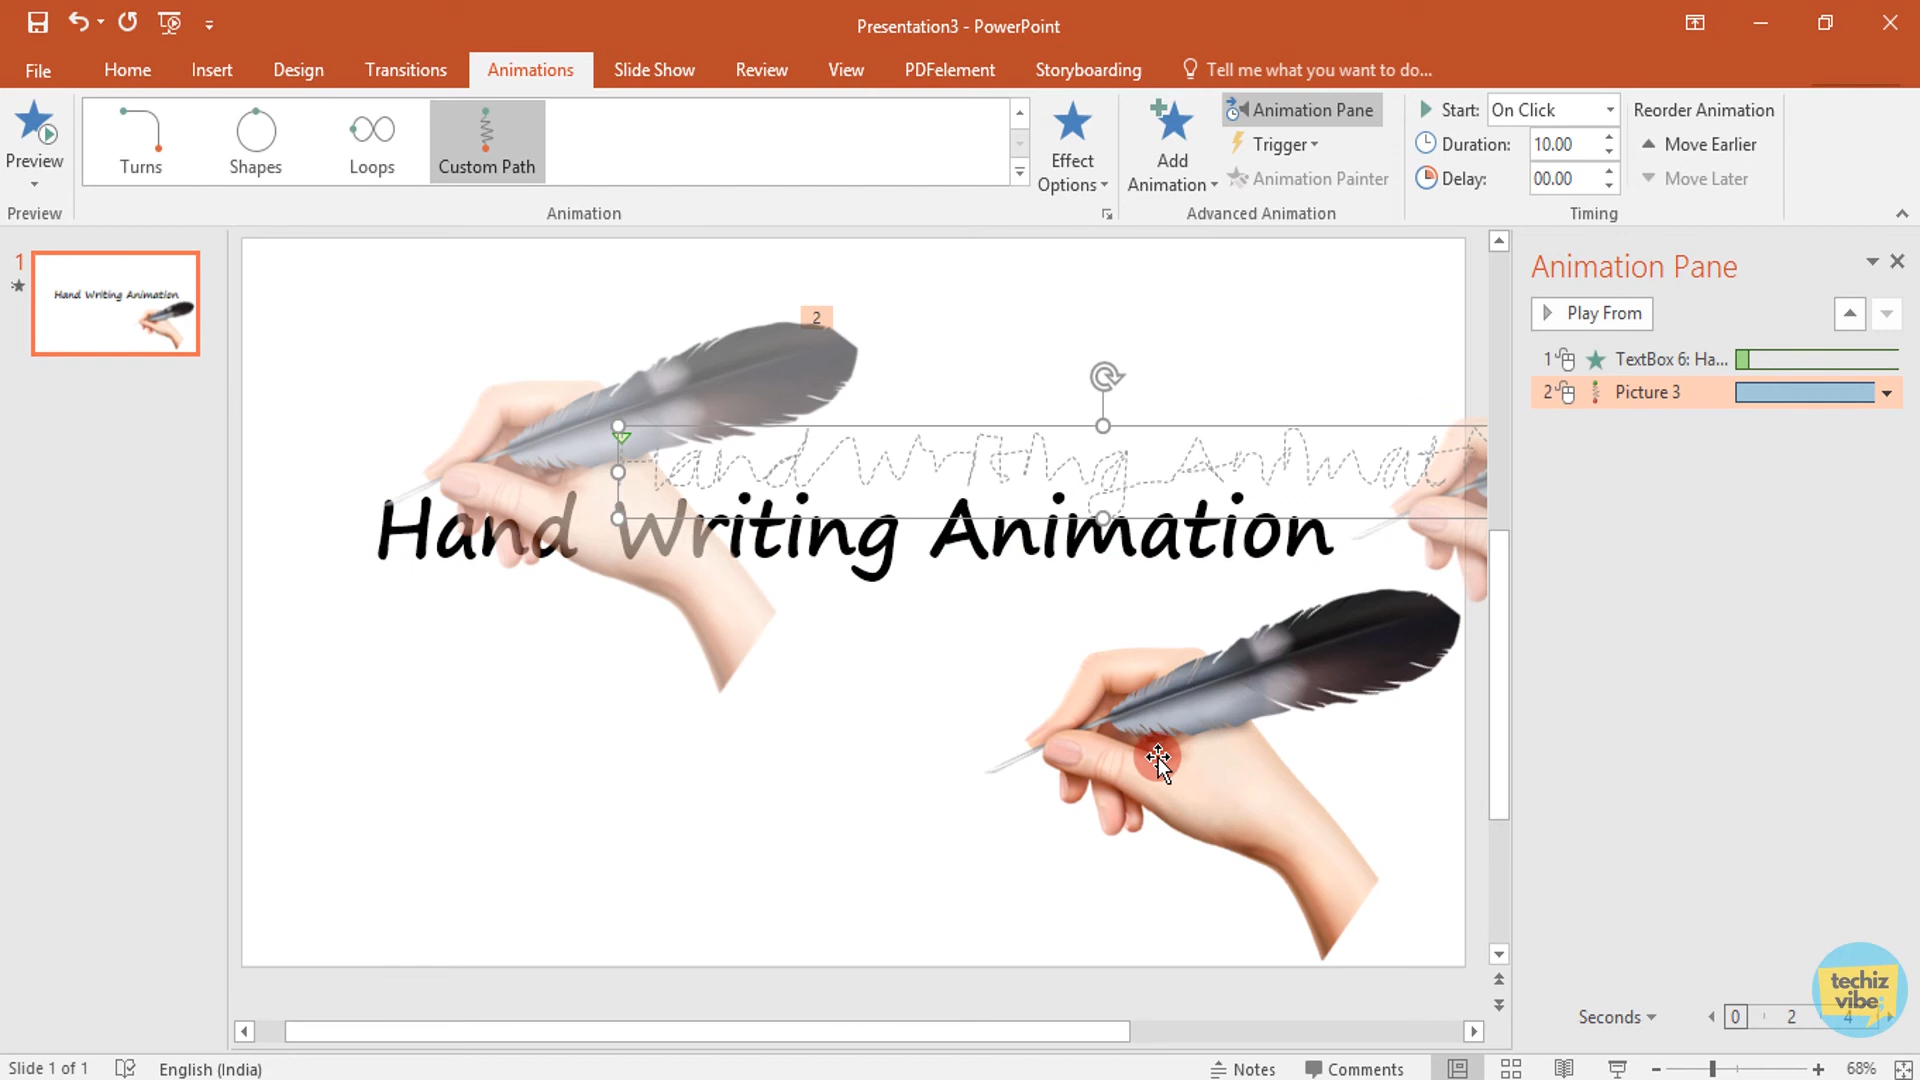 Presentation3 - PowerPoint
File Home Insert Design Transitions Animations Slide Show Review View PDFelement Storyboarding Tell me what you want to do...
Preview
Turns Shapes Loops Custom Path
Effect Options
Add Animation
Animation Pane
Trigger
Animation Painter
Start: On Click
Duration: 10.00
Delay: 00.00
Reorder Animation
Move Earlier
Move Later
Preview Animation Advanced Animation Timing
1
Hand Writing Animation
2
Hand Writing Animat
Hand Writing Animation
Animation Pane
Play From
1 TextBox 6: Ha...
2 Picture 3
techiz
vibe
Seconds 0 2 4
Slide 1 of 1 English (India) Notes Comments 68%